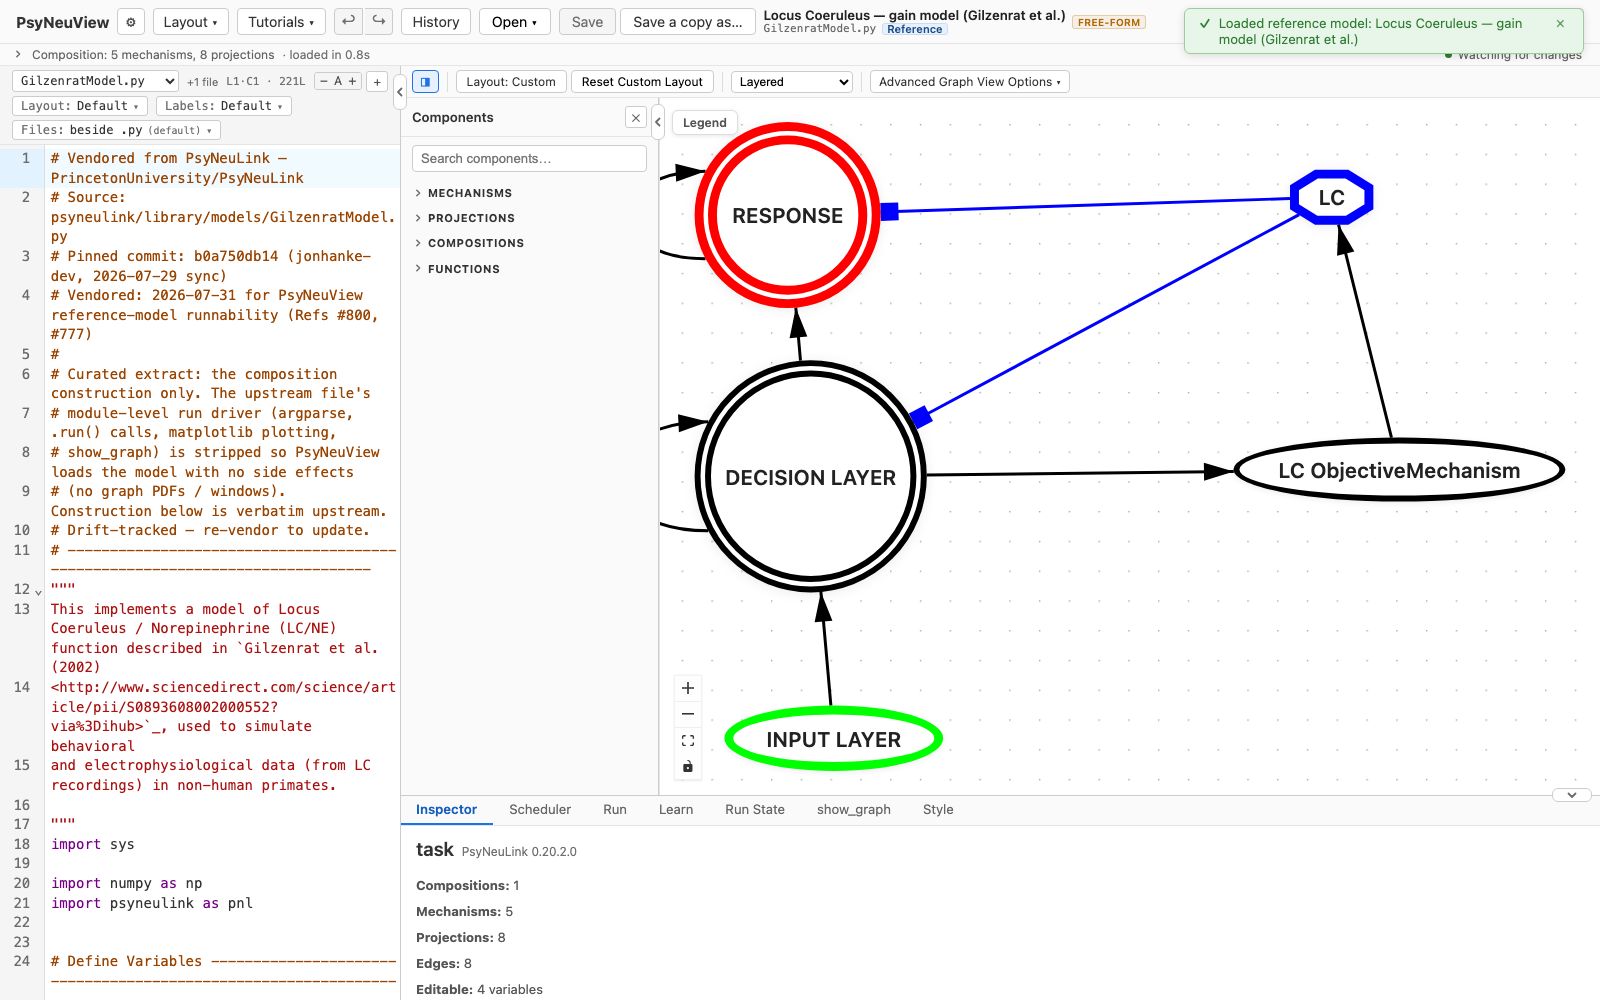 PsyNeuView
⚙
Layout ▾
Tutorials ▾
History
Open ▾
Save
Save a copy as...
Locus Coeruleus — gain model (Gilzenrat et al.)
GilzenratModel.py Reference
FREE-FORM
✓ Loaded reference model: Locus Coeruleus — gain
model (Gilzenrat et al.)
×
Composition: 5 mechanisms, 8 projections · loaded in 0.8s
Watching for changes
GilzenratModel.py
+1 file L1:C1 · 221L
− A +
+
Layout: Default ▾
Labels: Default ▾
Files: beside .py (default) ▾
Layout: Custom
Reset Custom Layout
Layered
Advanced Graph View Options ▾
1 # Vendored from PsyNeuLink —
PrincetonUniversity/PsyNeuLink
2 # Source:
psyneulink/library/models/GilzenratModel.
py
3 # Pinned commit: b0a750db14 (jonhanke-
dev, 2026-07-29 sync)
4 # Vendored: 2026-07-31 for PsyNeuView
reference-model runnability (Refs #800,
#777)
5 #
6 # Curated extract: the composition
construction only. The upstream file's
7 # module-level run driver (argparse,
.run() calls, matplotlib plotting,
8 # show_graph) is stripped so PsyNeuView
loads the model with no side effects
9 # (no graph PDFs / windows).
Construction below is verbatim upstream.
10 # Drift-tracked — re-vendor to update.
11 # ---------------------------------------
--------------------------------------
12 """
13 This implements a model of Locus
Coeruleus / Norepinephrine (LC/NE)
function described in `Gilzenrat et al.
(2002)
14 <http://www.sciencedirect.com/science/art
icle/pii/S0893608002000552?
via%3Dihub>`_, used to simulate
behavioral
15 and electrophysiological data (from LC
recordings) in non-human primates.
16
17 """
18 import sys
19
20 import numpy as np
21 import psyneulink as pnl
22
23
24 # Define Variables ----------------------
-----------------------------------------
Components
×
Search components…
MECHANISMS
PROJECTIONS
COMPOSITIONS
FUNCTIONS
Legend
RESPONSE
LC
DECISION LAYER
LC ObjectiveMechanism
INPUT LAYER
Inspector
Scheduler
Run
Learn
Run State
show_graph
Style
task PsyNeuLink 0.20.2.0
Compositions: 1
Mechanisms: 5
Projections: 8
Edges: 8
Editable: 4 variables